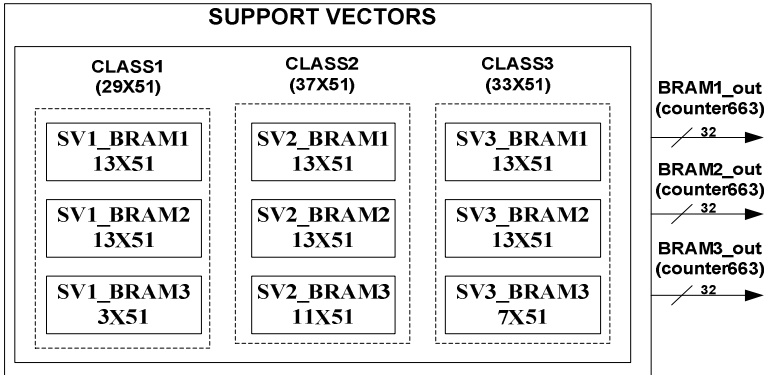 SUPPORT VECTORS
CLASS1
(29X51)
SV1_BRAM1
13X51
SV1_BRAM2
13X51
SV1_BRAM3
3X51
CLASS2
(37X51)
SV2_BRAM1
13X51
SV2_BRAM2
13X51
SV2_BRAM3
11X51
CLASS3
(33X51)
SV3_BRAM1
13X51
SV3_BRAM2
13X51
SV3_BRAM3
7X51
BRAM1_out
(counter663)
32
BRAM2_out
(counter663)
32
BRAM3_out
(counter663)
32